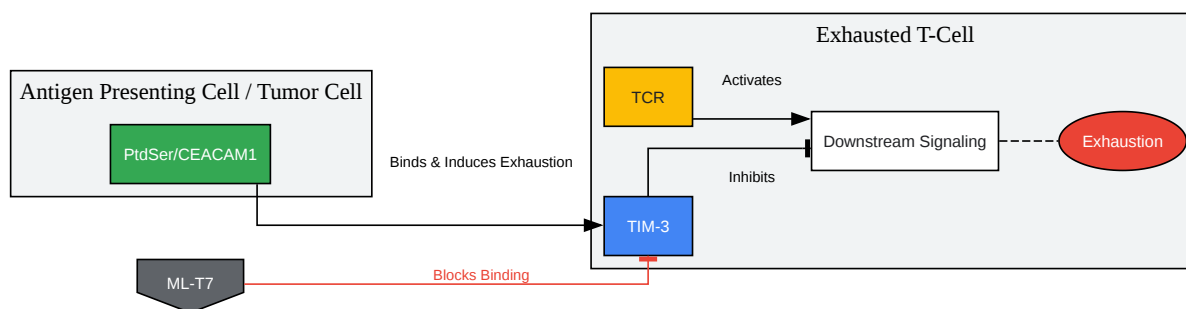 Exhausted T-Cell
Antigen Presenting Cell / Tumor Cell
TCR
Activates
Downstream Signaling
Exhaustion
PtdSer/CEACAM1
Binds & Induces Exhaustion
Inhibits
TIM-3
ML-T7
Blocks Binding